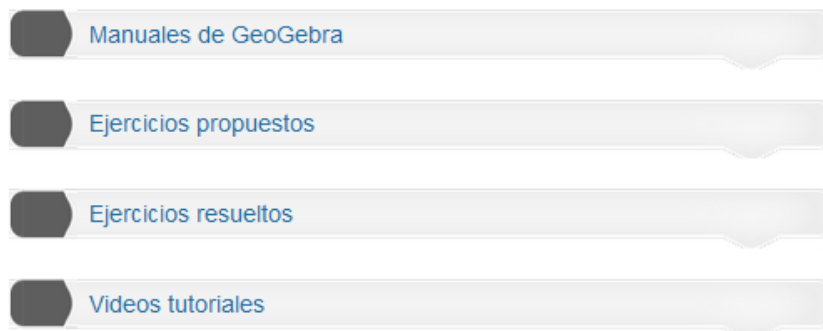 Manuales de GeoGebra
Ejercicios propuestos
Ejercicios resueltos
Videos tutoriales